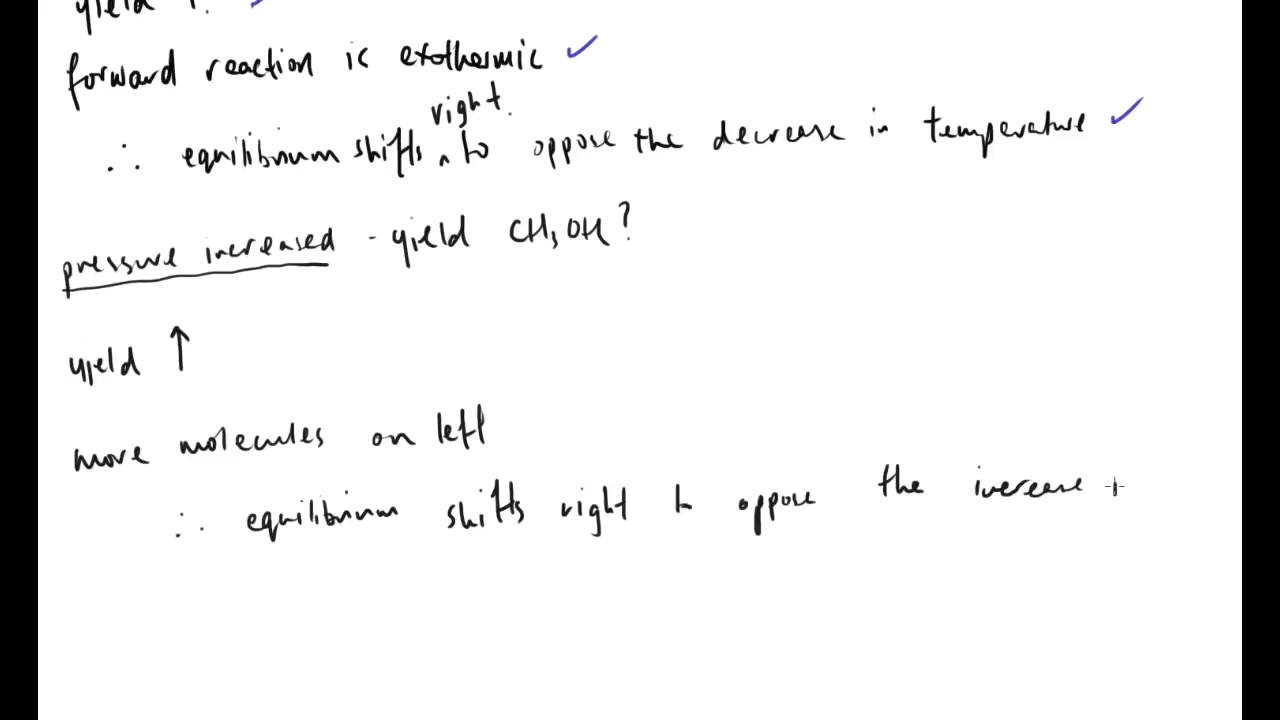 yield ↑. ✓
forward reaction is exothermic ✓
right.
∴ equilibrium shifts ‸ to oppose the decrease in temperature ✓
pressure increased - yield CH₃OH?
yield ↑
more molecules on left
∴ equilibrium shifts right to oppose the increase